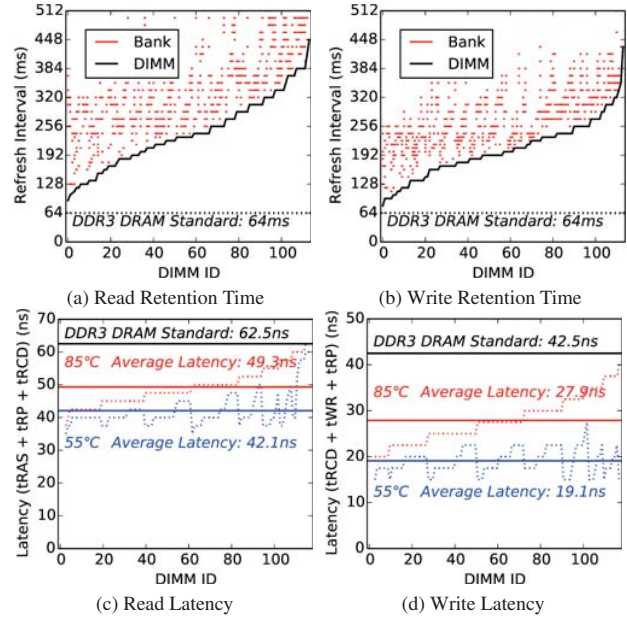 Refresh Interval (ms)
512
448
384
320
256
192
128
64
0
Bank
DIMM
DDR3 DRAM Standard: 64ms
0 20 40 60 80 100
DIMM ID
(a) Read Retention Time
Refresh Interval (ms)
512
448
384
320
256
192
128
64
0
Bank
DIMM
DDR3 DRAM Standard: 64ms
0 20 40 60 80 100
DIMM ID
(b) Write Retention Time
Latency (tRAS + tRP + tRCD) (ns)
70
60
50
40
30
20
10
0
DDR3 DRAM Standard: 62.5ns
85°C Average Latency: 49.3ns
55°C Average Latency: 42.1ns
0 20 40 60 80 100
DIMM ID
(c) Read Latency
Latency (tRCD + tWR + tRP) (ns)
50
40
30
20
10
0
DDR3 DRAM Standard: 42.5ns
85°C Average Latency: 27.9ns
55°C Average Latency: 19.1ns
0 20 40 60 80 100
DIMM ID
(d) Write Latency